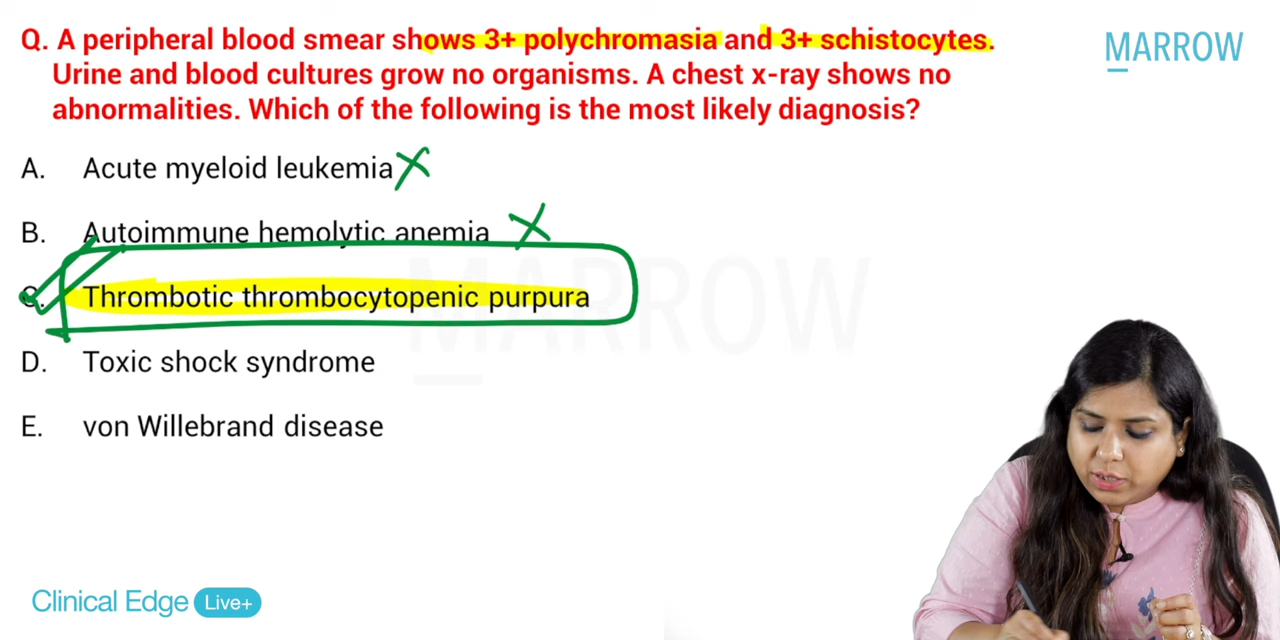 Q. A peripheral blood smear shows 3+ polychromasia and 3+ schistocytes.
Urine and blood cultures grow no organisms. A chest x-ray shows no
abnormalities. Which of the following is the most likely diagnosis?
MARROW
A. Acute myeloid leukemia
B. Autoimmune hemolytic anemia
C. Thrombotic thrombocytopenic purpura
MARROW
D. Toxic shock syndrome
E. von Willebrand disease
Clinical Edge Live+